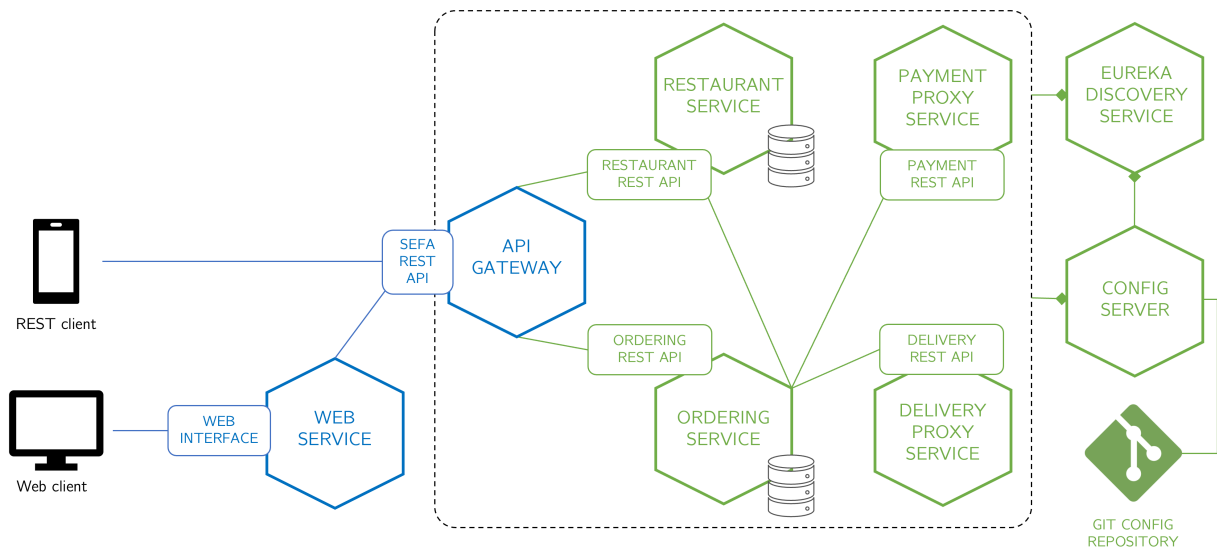 RESTAURANT
SERVICE
PAYMENT
PROXY
SERVICE
EUREKA
DISCOVERY
SERVICE
RESTAURANT
REST API
PAYMENT
REST API
SEFA
REST
API
API
GATEWAY
CONFIG
SERVER
REST client
ORDERING
REST API
DELIVERY
REST API
WEB
INTERFACE
WEB
SERVICE
ORDERING
SERVICE
DELIVERY
PROXY
SERVICE
Web client
GIT CONFIG
REPOSITORY